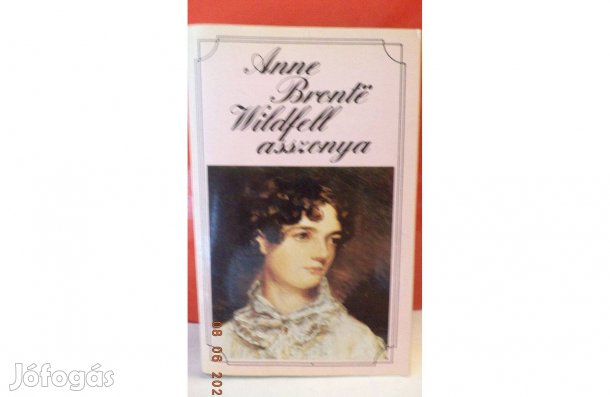 Anne
Brontë
Wildfell
asszonya
08 06 202
Jófogás